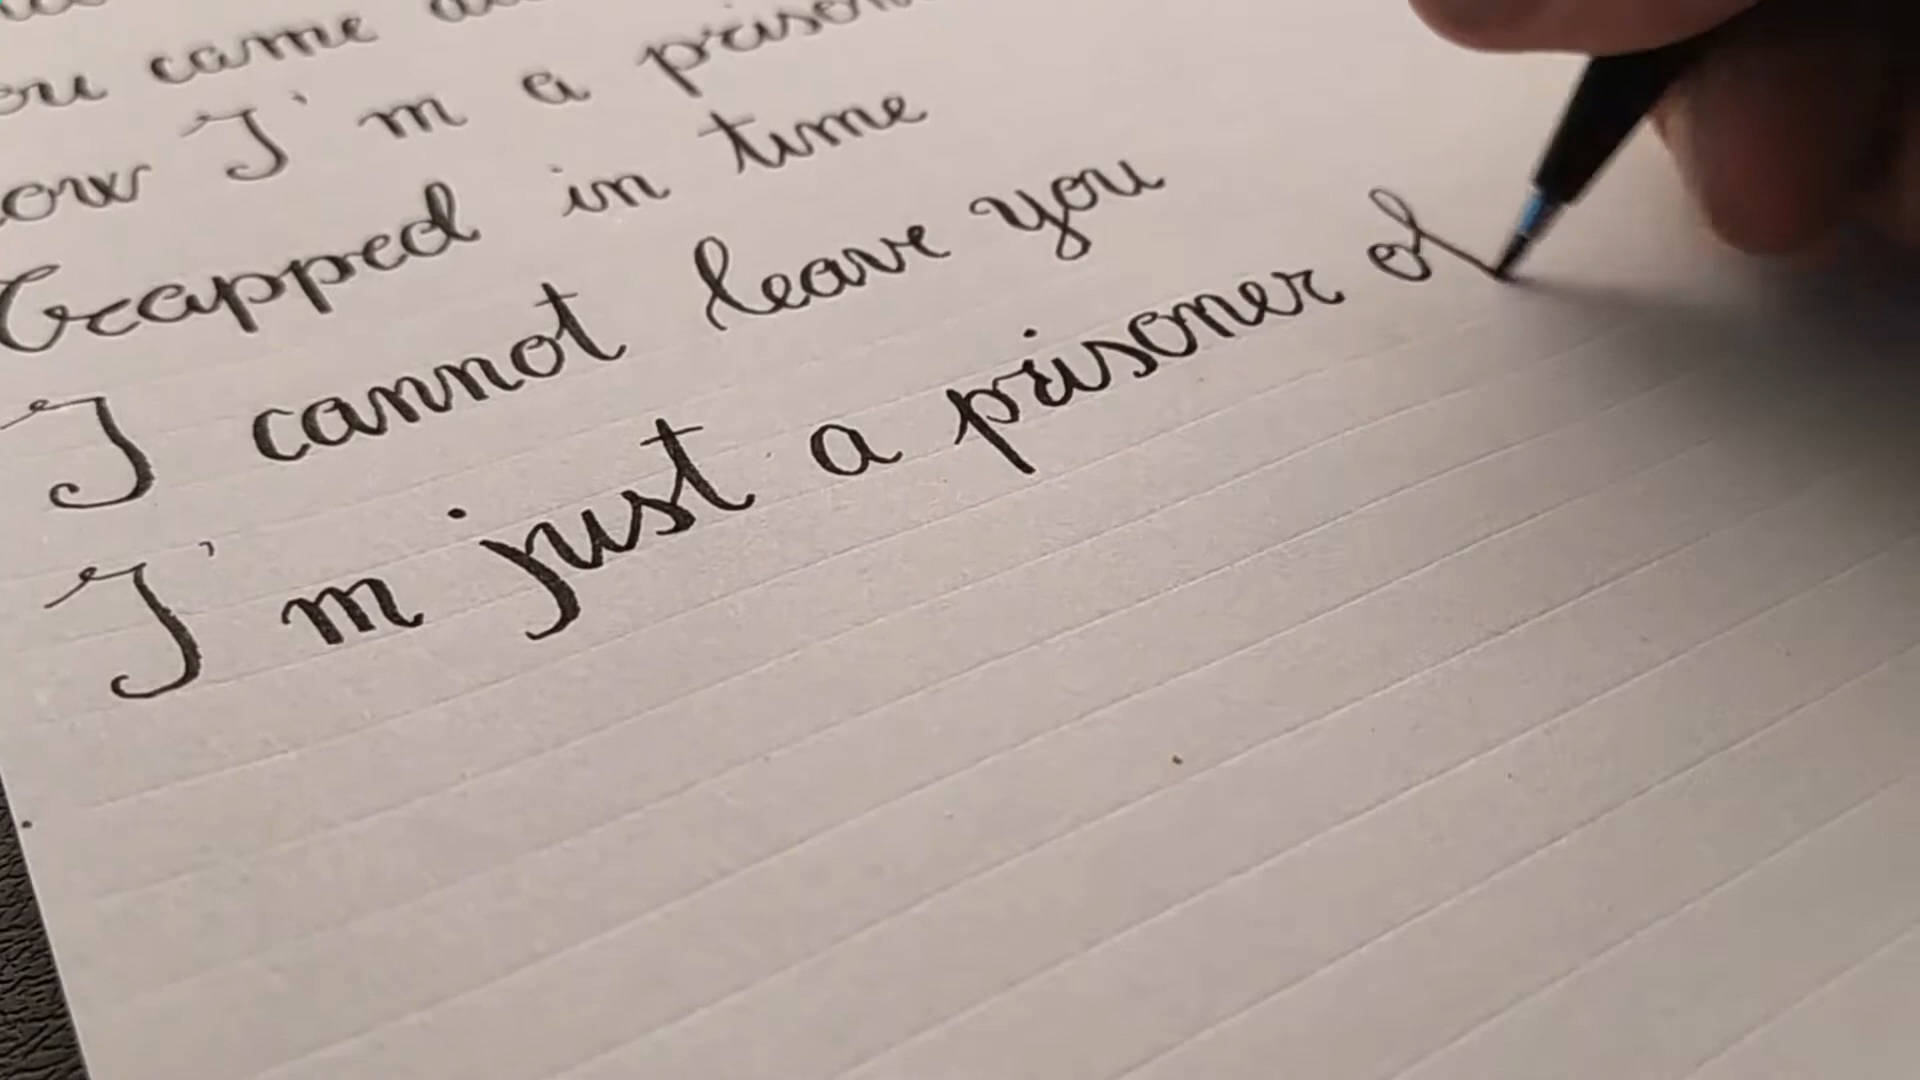 came
I'm a
Trapped in time
I cannot leave you
I'm just a prisoner of